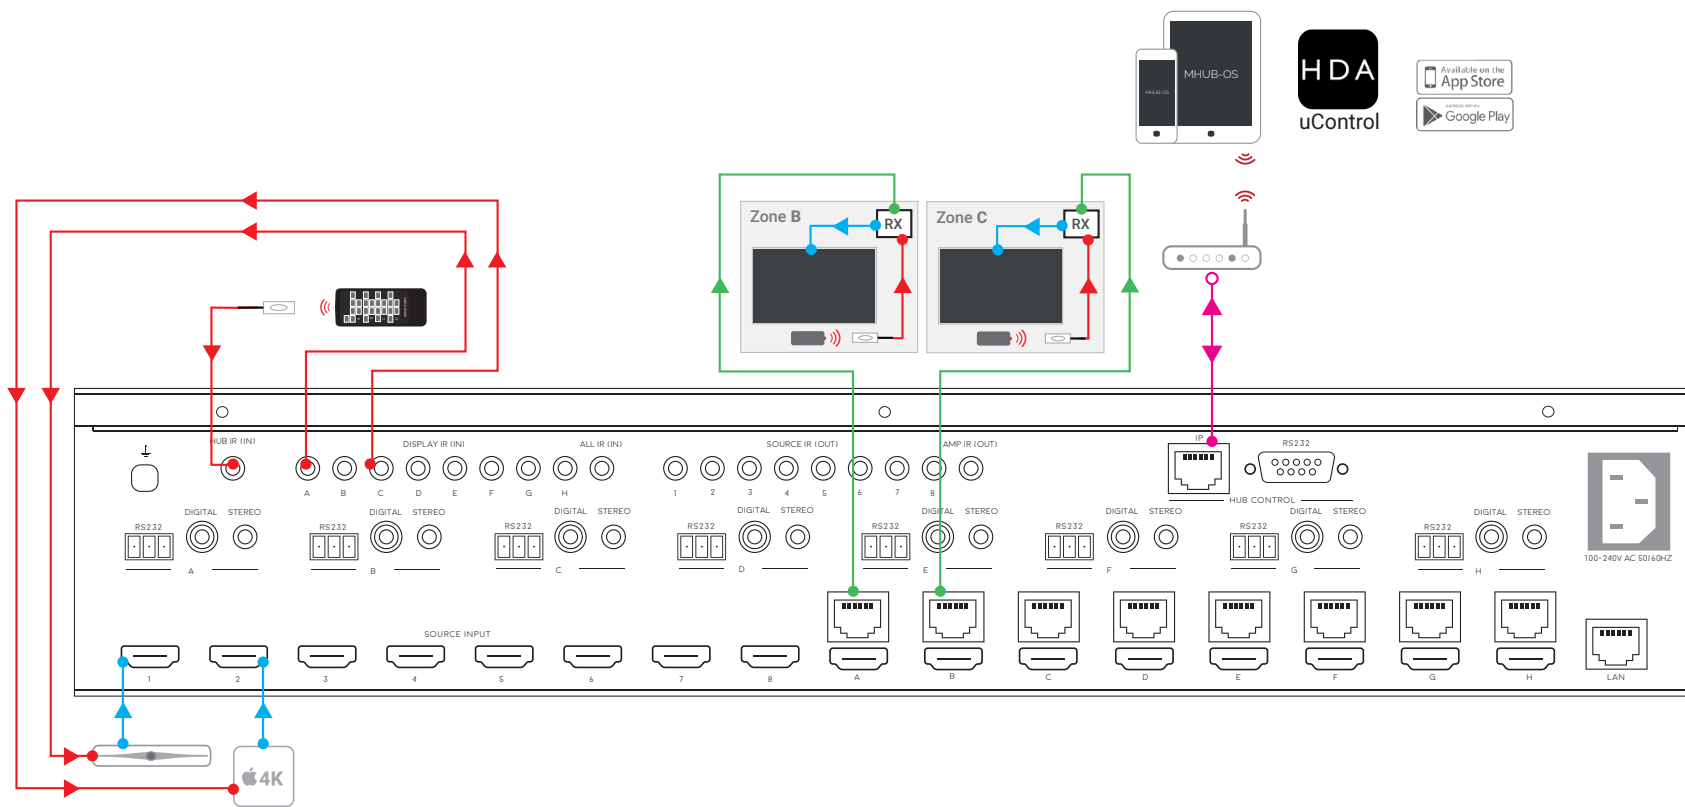 MHUB-OS
MHUB-OS
HDA
uControl
Available on the
App Store
ANDROID APP ON
Google Play
Zone B
RX
Zone C
RX
HUB IR (IN)
DISPLAY IR (IN)
ALL IR (IN)
SOURCE IR (OUT)
AMP IR (OUT)
IP
RS232
A B C D E F G H
1 2 3 4 5 6 7 8
HUB CONTROL
RS232 DIGITAL STEREO
RS232 DIGITAL STEREO
RS232 DIGITAL STEREO
RS232 DIGITAL STEREO
RS232 DIGITAL STEREO
RS232 DIGITAL STEREO
RS232 DIGITAL STEREO
RS232 DIGITAL STEREO
100-240V AC 50/60HZ
A B C D E F G H
SOURCE INPUT
1 2 3 4 5 6 7 8 A B C D E F G H LAN
4K